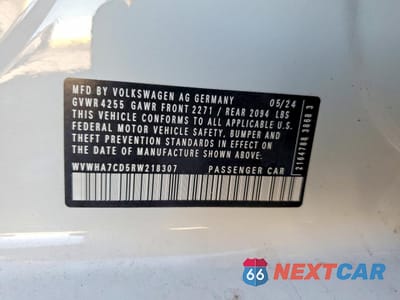 MFD BY VOLKSWAGEN AG GERMANY 05/24
GVWR 4255 GAWR FRONT 2271 / REAR 2094 LBS
THIS VEHICLE CONFORMS TO ALL APPLICABLE U.S.
FEDERAL MOTOR VEHICLE SAFETY, BUMPER AND
THEFT PREVENTION STANDARDS IN EFFECT ON THE
DATE OF MANUFACTURE SHOWN ABOVE
WVWHA7CD5RW218307 PASSENGER CAR
66 NEXTCAR